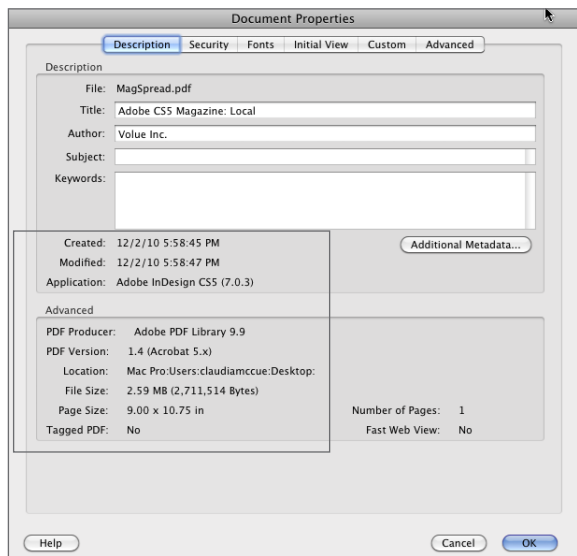 Document Properties
Description Security Fonts Initial View Custom Advanced
Description
File: MagSpread.pdf
Title: Adobe CS5 Magazine: Local
Author: Volue Inc.
Subject:
Keywords:
Created: 12/2/10 5:58:45 PM
Additional Metadata...
Modified: 12/2/10 5:58:47 PM
Application: Adobe InDesign CS5 (7.0.3)
Advanced
PDF Producer: Adobe PDF Library 9.9
PDF Version: 1.4 (Acrobat 5.x)
Location: Mac Pro:Users:claudiamccue:Desktop:
File Size: 2.59 MB (2,711,514 Bytes)
Page Size: 9.00 x 10.75 in Number of Pages: 1
Tagged PDF: No Fast Web View: No
Help Cancel OK